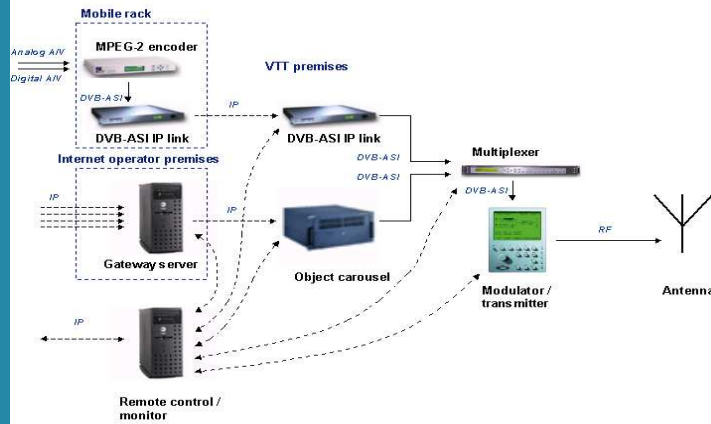 Mobile rack
MPEG-2 encoder
Analog A/V
Digital A/V
DVB-ASI
IP
DVB-ASI IP link
VTT premises
DVB-ASI IP link
DVB-ASI
DVB-ASI
Multiplexer
DVB-ASI
Internet operator premises
IP
IP
Gateway server
Object carousel
RF
Modulator /
transmitter
Antenna
IP
Remote control /
monitor